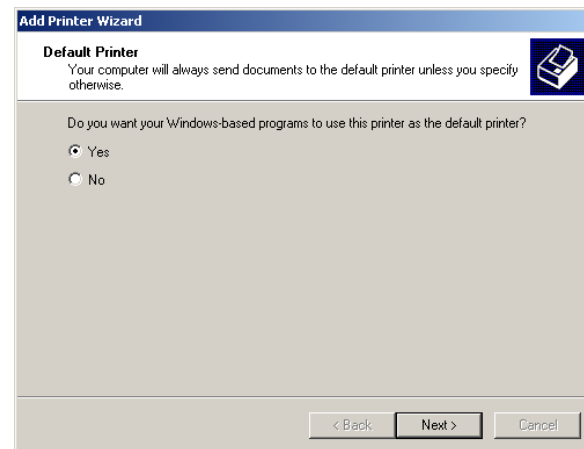 Add Printer Wizard
Default Printer
Your computer will always send documents to the default printer unless you specify
otherwise.
Do you want your Windows-based programs to use this printer as the default printer?
Yes
No
< Back
Next >
Cancel